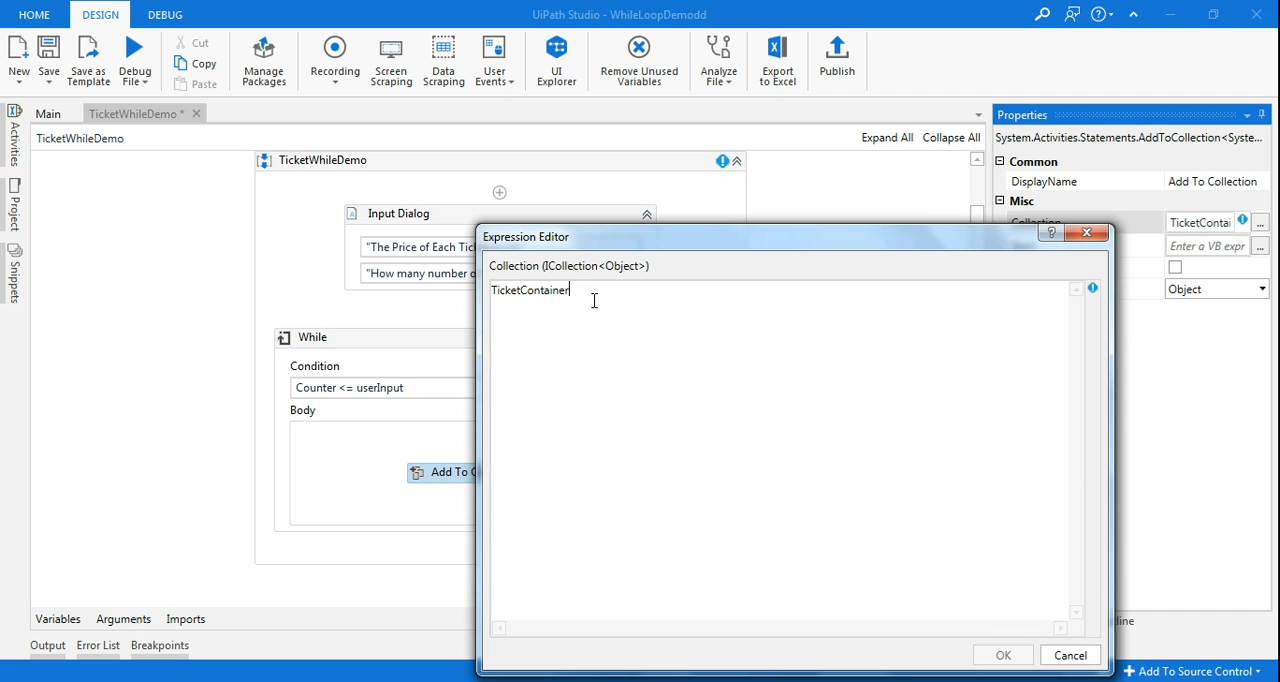 HOME DESIGN DEBUG UiPath Studio - WhileLoopDemodd
New Save Save as Template Debug File Cut Copy Paste Manage Packages Recording Screen Scraping Data Scraping User Events UI Explorer Remove Unused Variables Analyze File Export to Excel Publish
Main TicketWhileDemo * Properties
TicketWhileDemo Expand All Collapse All System.Activities.Statements.AddToCollection<Syste...
Activities
Project
Snippets
TicketWhileDemo
Common
DisplayName Add To Collection
Misc
Collection TicketContai ...
Enter a VB expr ...
Object
Input Dialog
"The Price of Each Tic
"How many number o
Expression Editor
Collection (ICollection<Object>)
TicketContainer
While
Condition
Counter <= userInput
Body
Add To C
OK Cancel
Variables Arguments Imports
line
Output Error List Breakpoints
Add To Source Control